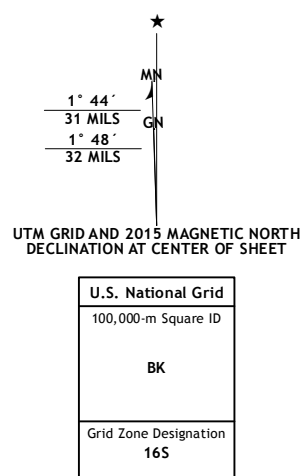 ★
MN
1° 44´
31 MILS
GN
1° 48´
32 MILS
UTM GRID AND 2015 MAGNETIC NORTH
DECLINATION AT CENTER OF SHEET
U.S. National Grid
100,000-m Square ID
BK
Grid Zone Designation
16S